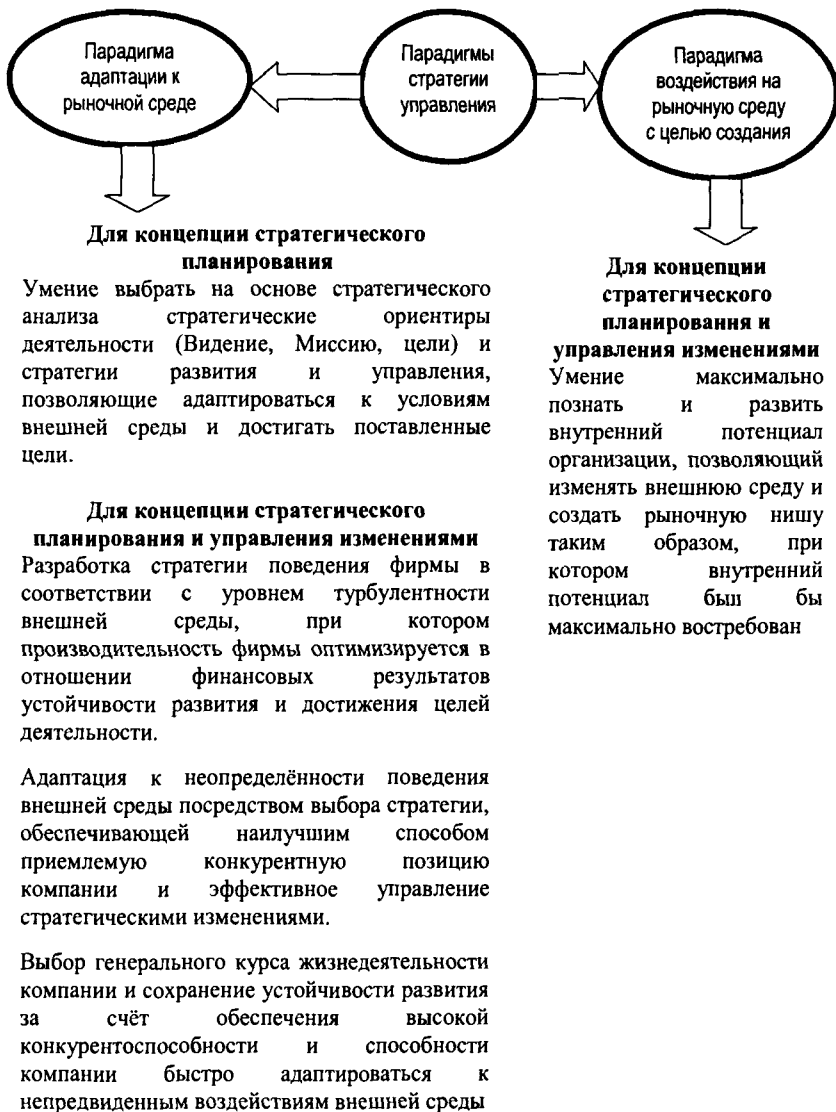 Парадигма
адаптации к
рыночной среде
Парадигмы
стратегии
управления
Парадигма
воздействия на
рыночную среду
с целью создания
Для концепции стратегического
планирования
Умение выбрать на основе стратегического
анализа стратегические ориентиры
деятельности (Видение, Миссию, цели) и
стратегии развития и управления,
позволяющие адаптироваться к условиям
внешней среды и достигать поставленные
цели.
Для концепции стратегического
планирования и управления изменениями
Разработка стратегии поведения фирмы в
соответствии с уровнем турбулентности
внешней среды, при котором
производительность фирмы оптимизируется в
отношении финансовых результатов
устойчивости развития и достижения целей
деятельности.
Адаптация к неопределённости поведения
внешней среды посредством выбора стратегии,
обеспечивающей наилучшим способом
приемлемую конкурентную позицию
компании и эффективное управление
стратегическими изменениями.
Выбор генерального курса жизнедеятельности
компании и сохранение устойчивости развития
за счёт обеспечения высокой
конкурентоспособности и способности
компании быстро адаптироваться к
непредвиденным воздействиям внешней среды
Для концепции
стратегического
планирования и
управления изменениями
Умение максимально
познать и развить
внутренний потенциал
организации, позволяющий
изменять внешнюю среду и
создать рыночную нишу
таким образом, при
котором внутренний
потенциал был бы
максимально востребован